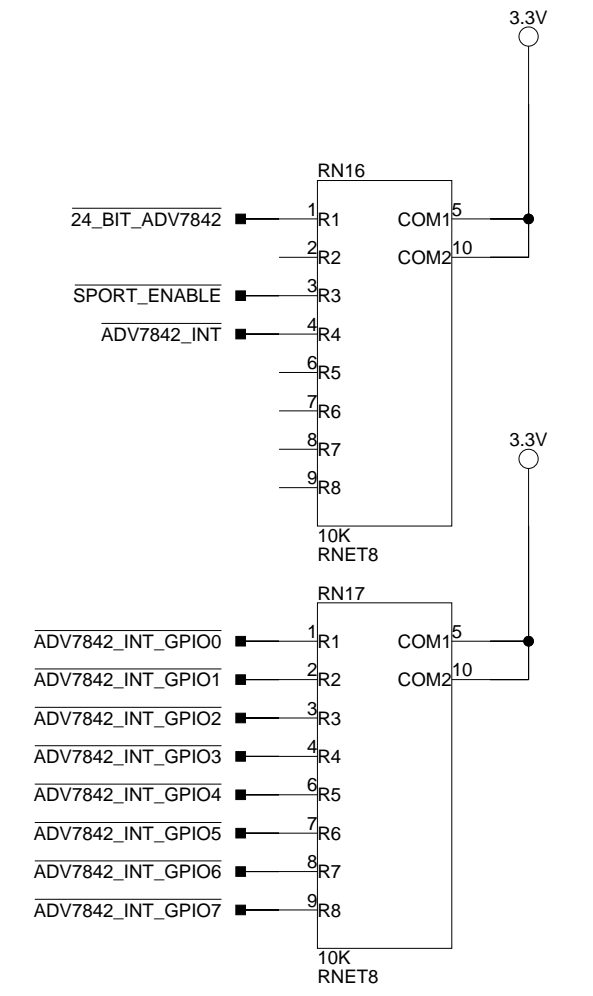 3.3V
RN16
24_BIT_ADV7842 1 R1 COM1 5
2 R2 COM2 10
SPORT_ENABLE 3 R3
ADV7842_INT 4 R4
6 R5
7 R6
8 R7
9 R8
3.3V
10K
RNET8
RN17
ADV7842_INT_GPIO0 1 R1 COM1 5
ADV7842_INT_GPIO1 2 R2 COM2 10
ADV7842_INT_GPIO2 3 R3
ADV7842_INT_GPIO3 4 R4
ADV7842_INT_GPIO4 6 R5
ADV7842_INT_GPIO5 7 R6
ADV7842_INT_GPIO6 8 R7
ADV7842_INT_GPIO7 9 R8
10K
RNET8